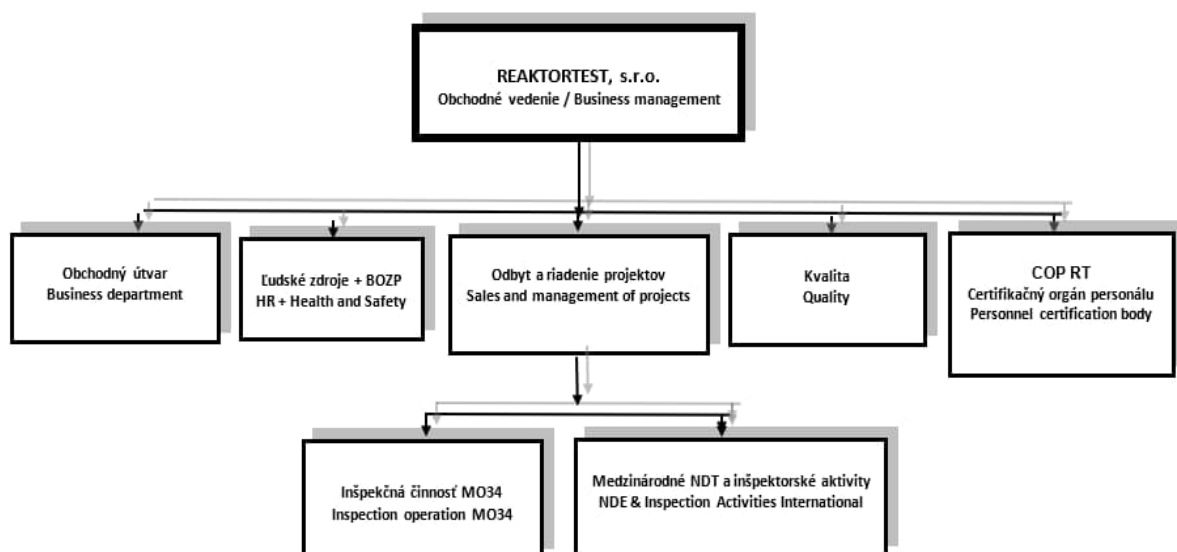 REAKTORTEST, s.r.o.
Obchodné vedenie / Business management
Obchodný útvar
Business department
Ľudské zdroje + BOZP
HR + Health and Safety
Odbyt a riadenie projektov
Sales and management of projects
Kvalita
Quality
COP RT
Certifikačný orgán personálu
Personnel certification body
Inšpekčná činnosť MO34
Inspection operation MO34
Medzinárodné NDT a inšpektorské aktivity
NDE & Inspection Activities International